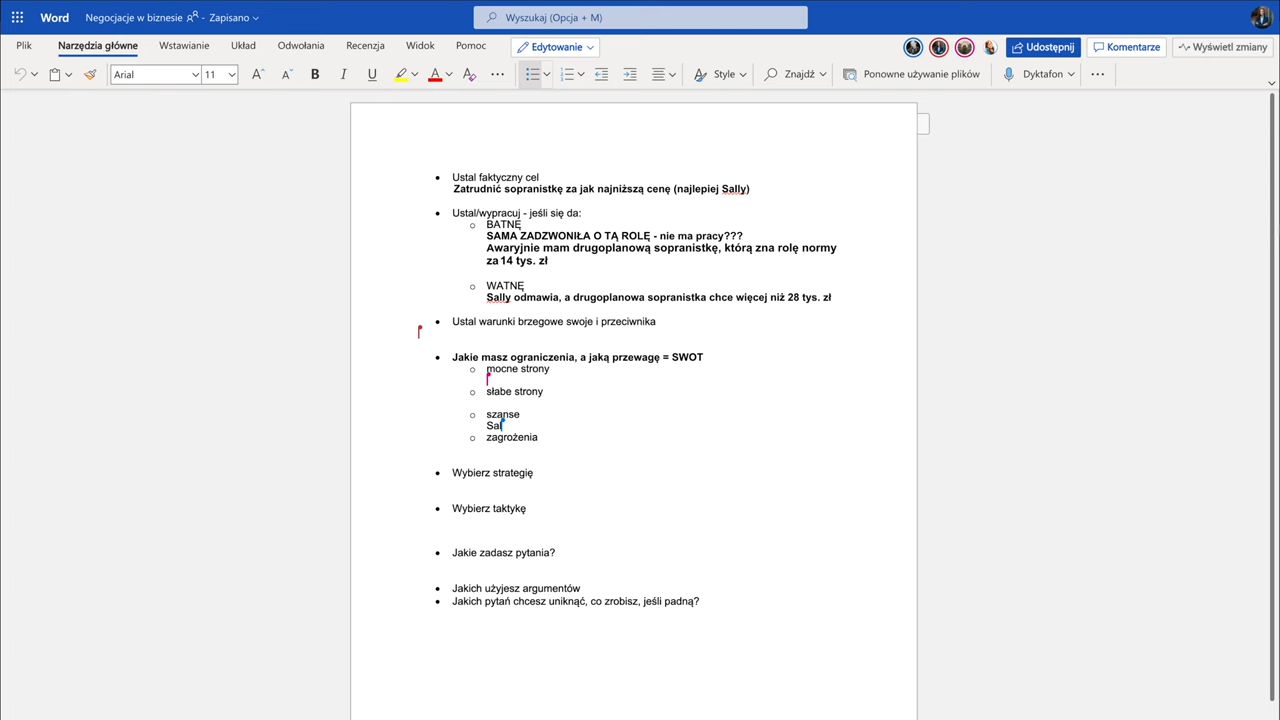 Word Negocjacje w biznesie - Zapisano Wyszukaj (Opcja + M)
Plik Narzędzia główne Wstawianie Układ Odwołania Recenzja Widok Pomoc Edytowanie Udostępnij Komentarze Wyświetl zmiany
Arial 11 A A B I U A A Style Znajdź Ponowne używanie plików Dyktafon
Ustal faktyczny cel
Zatrudnić sopranistkę za jak najniższą cenę (najlepiej Sally)
Ustal/wypracuj - jeśli się da:
BATNĘ
SAMA ZADZWONIŁA O TĄ ROLĘ - nie ma pracy???
Awaryjnie mam drugoplanową sopranistkę, którą zna rolę normy
za 14 tys. zł
WATNĘ
Sally odmawia, a drugoplanowa sopranistka chce więcej niż 28 tys. zł
Ustal warunki brzegowe swoje i przeciwnika
Jakie masz ograniczenia, a jaką przewagę = SWOT
mocne strony
słabe strony
szanse
Sal
zagrożenia
Wybierz strategię
Wybierz taktykę
Jakie zadasz pytania?
Jakich użyjesz argumentów
Jakich pytań chcesz uniknąć, co zrobisz, jeśli padną?